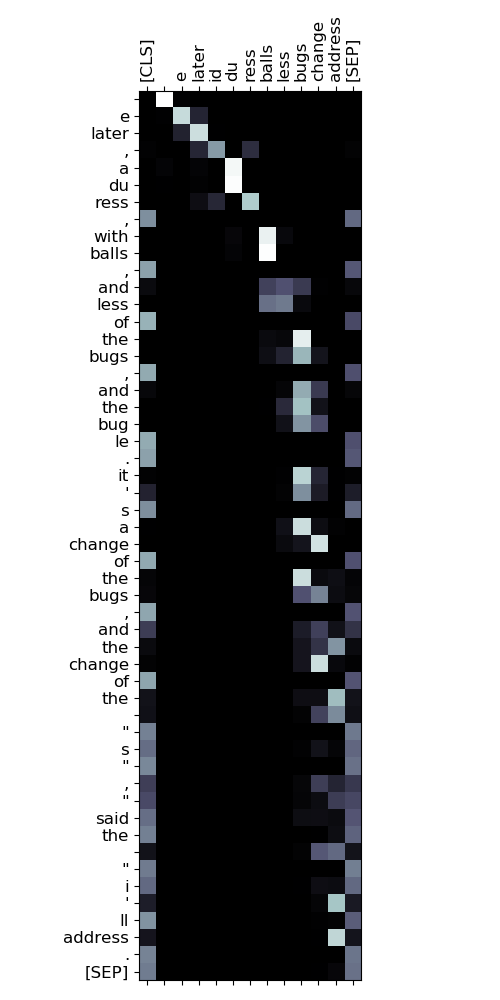 [CLS]
e
later
id
du
ress
balls
less
bugs
change
address
[SEP]
e
later
,
a
du
ress
,
with
balls
,
and
less
of
the
bugs
,
and
the
bug
le
.
it
'
s
a
change
of
the
bugs
,
and
the
change
of
the
"
s
"
,
"
said
the
"
i
'
ll
address
.
[SEP]